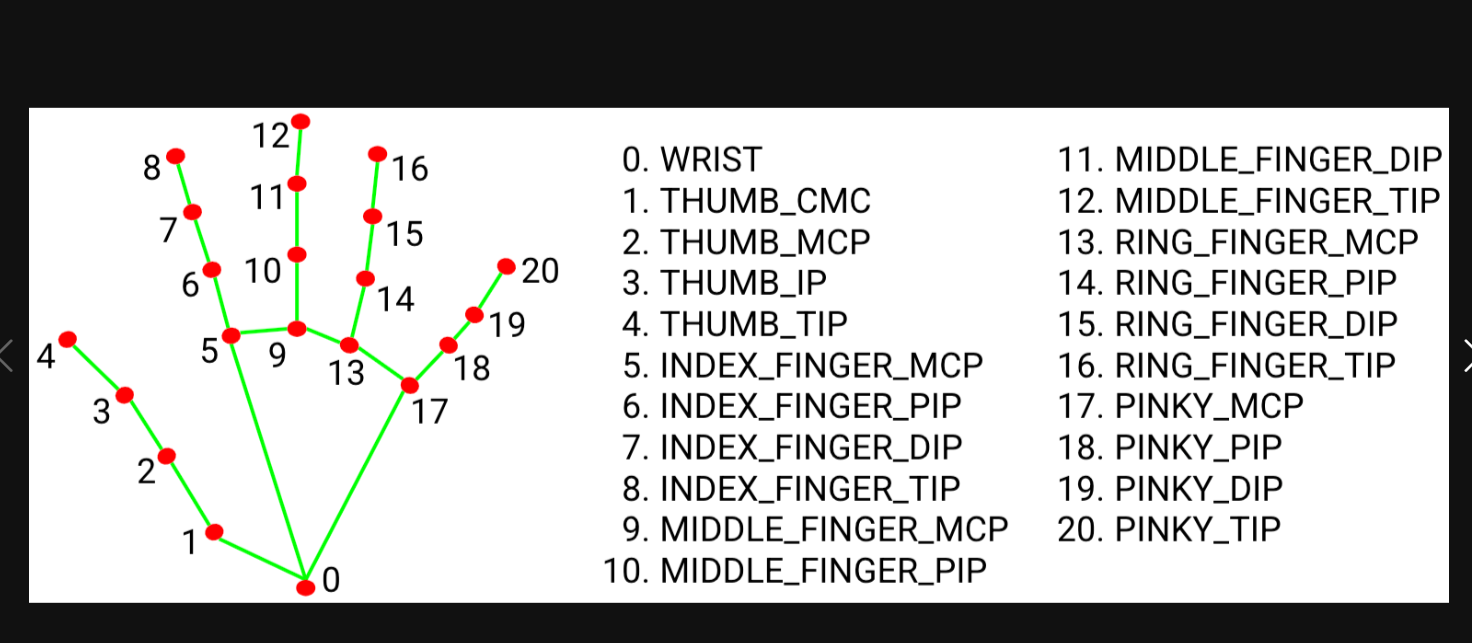 12
8
16
11
7
15
10
6
14
20
19
5
9
4
13
18
3
17
2
1
0
0. WRIST
1. THUMB_CMC
2. THUMB_MCP
3. THUMB_IP
4. THUMB_TIP
5. INDEX_FINGER_MCP
6. INDEX_FINGER_PIP
7. INDEX_FINGER_DIP
8. INDEX_FINGER_TIP
9. MIDDLE_FINGER_MCP
10. MIDDLE_FINGER_PIP
11. MIDDLE_FINGER_DIP
12. MIDDLE_FINGER_TIP
13. RING_FINGER_MCP
14. RING_FINGER_PIP
15. RING_FINGER_DIP
16. RING_FINGER_TIP
17. PINKY_MCP
18. PINKY_PIP
19. PINKY_DIP
20. PINKY_TIP